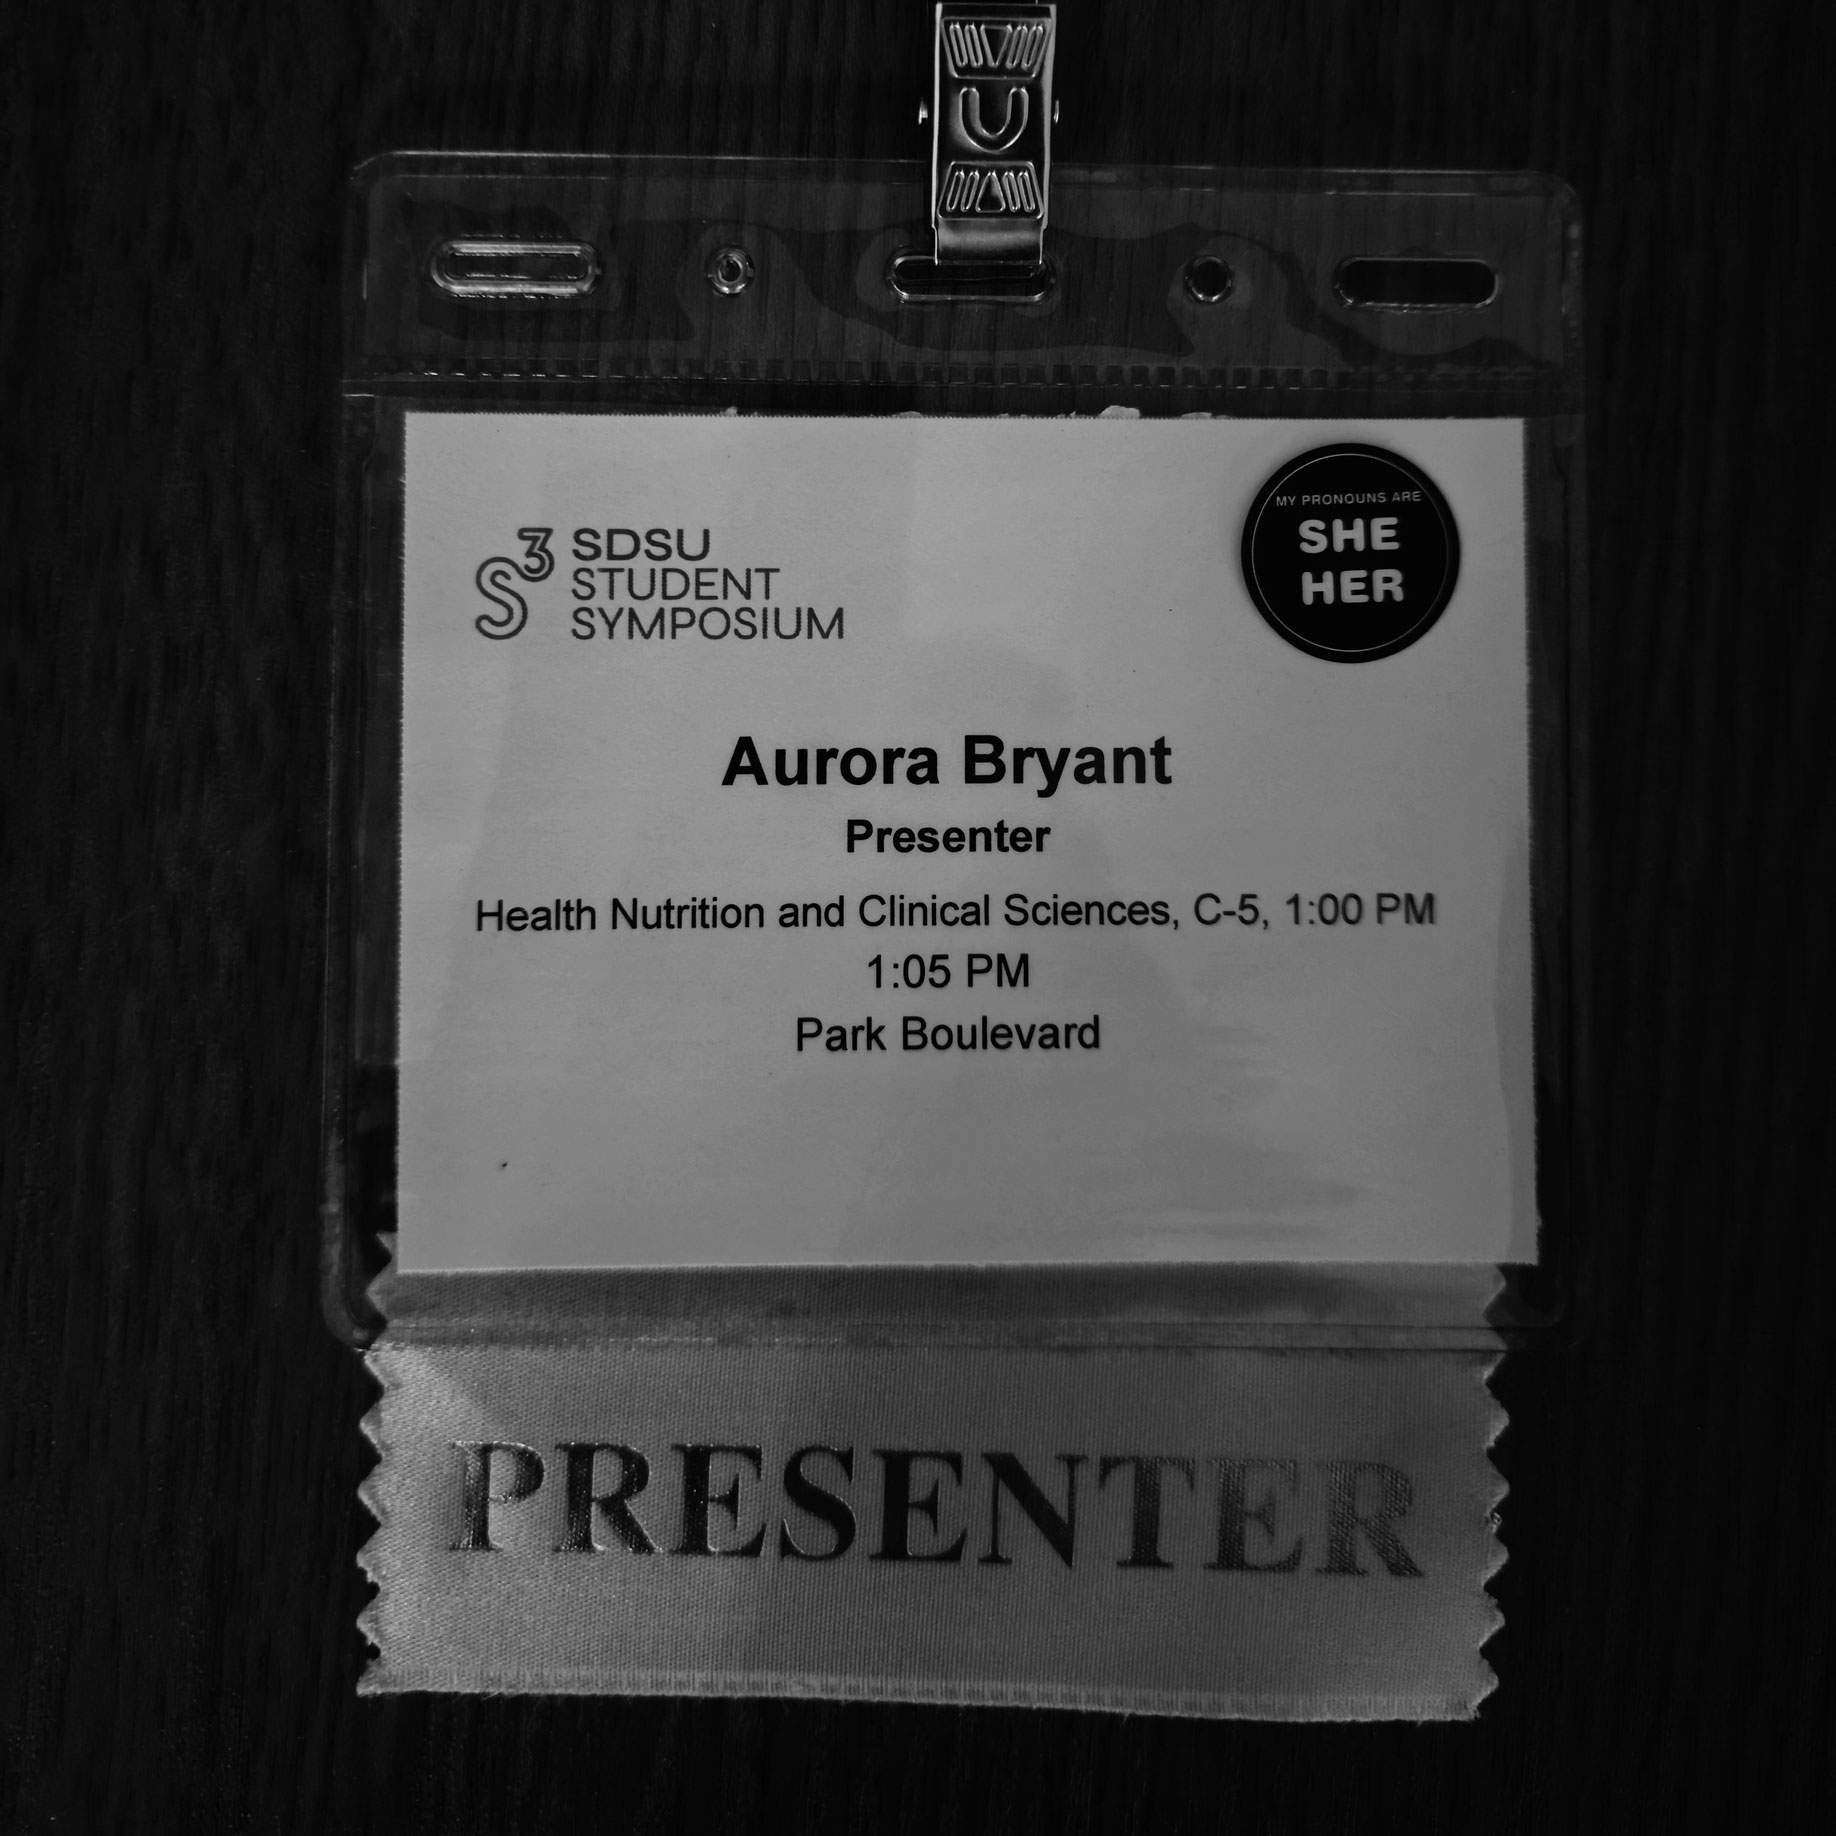 S3 SDSU
STUDENT
SYMPOSIUM
MY PRONOUNS ARE
SHE
HER
Aurora Bryant
Presenter
Health Nutrition and Clinical Sciences, C-5, 1:00 PM
1:05 PM
Park Boulevard
PRESENTER